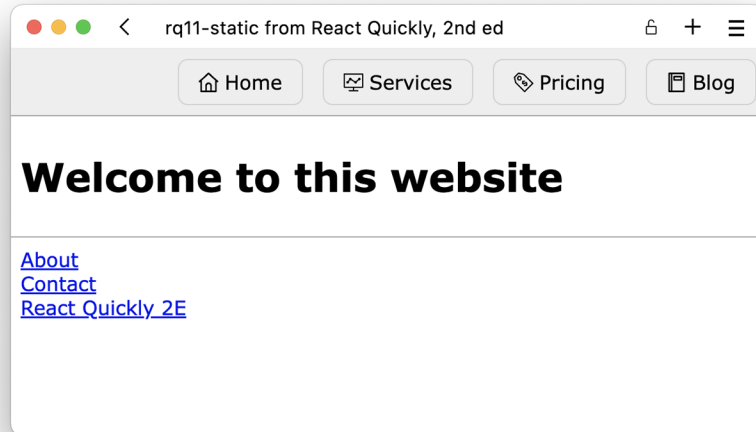 rq11-static from React Quickly, 2nd ed
Home Services Pricing Blog
Welcome to this website
About
Contact
React Quickly 2E